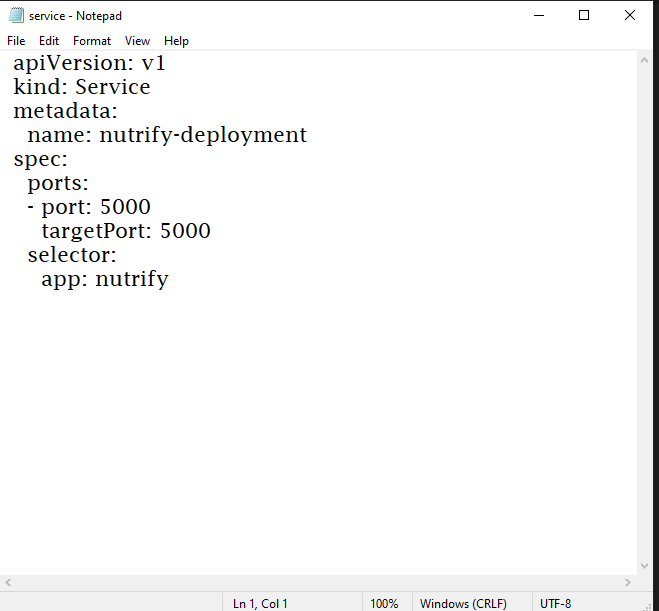 service - Notepad
File Edit Format View Help
apiVersion: v1
kind: Service
metadata:
  name: nutrify-deployment
spec:
  ports:
  - port: 5000
    targetPort: 5000
  selector:
    app: nutrify
Ln 1, Col 1 100% Windows (CRLF) UTF-8